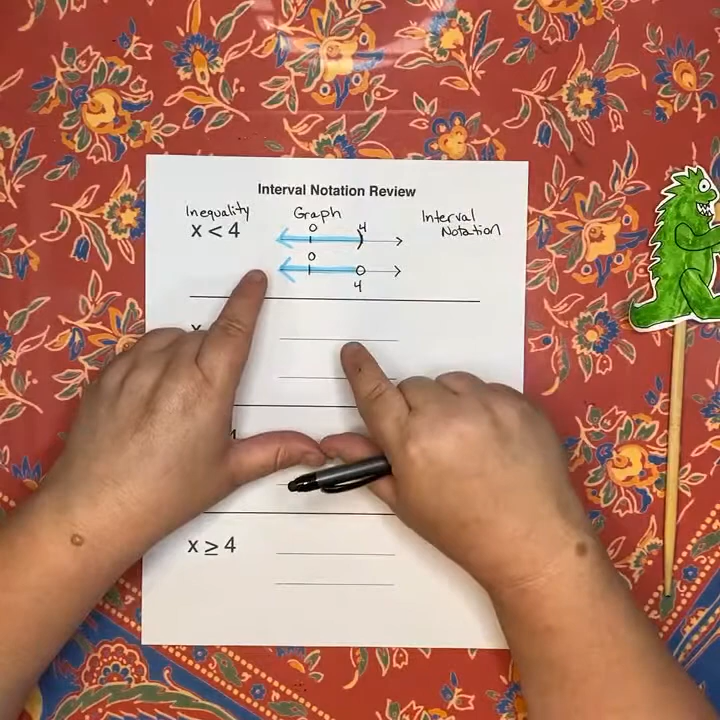 Interval Notation Review
Inequality Graph Interval
Notation
x < 4
0 4
0
4
x ≥ 4